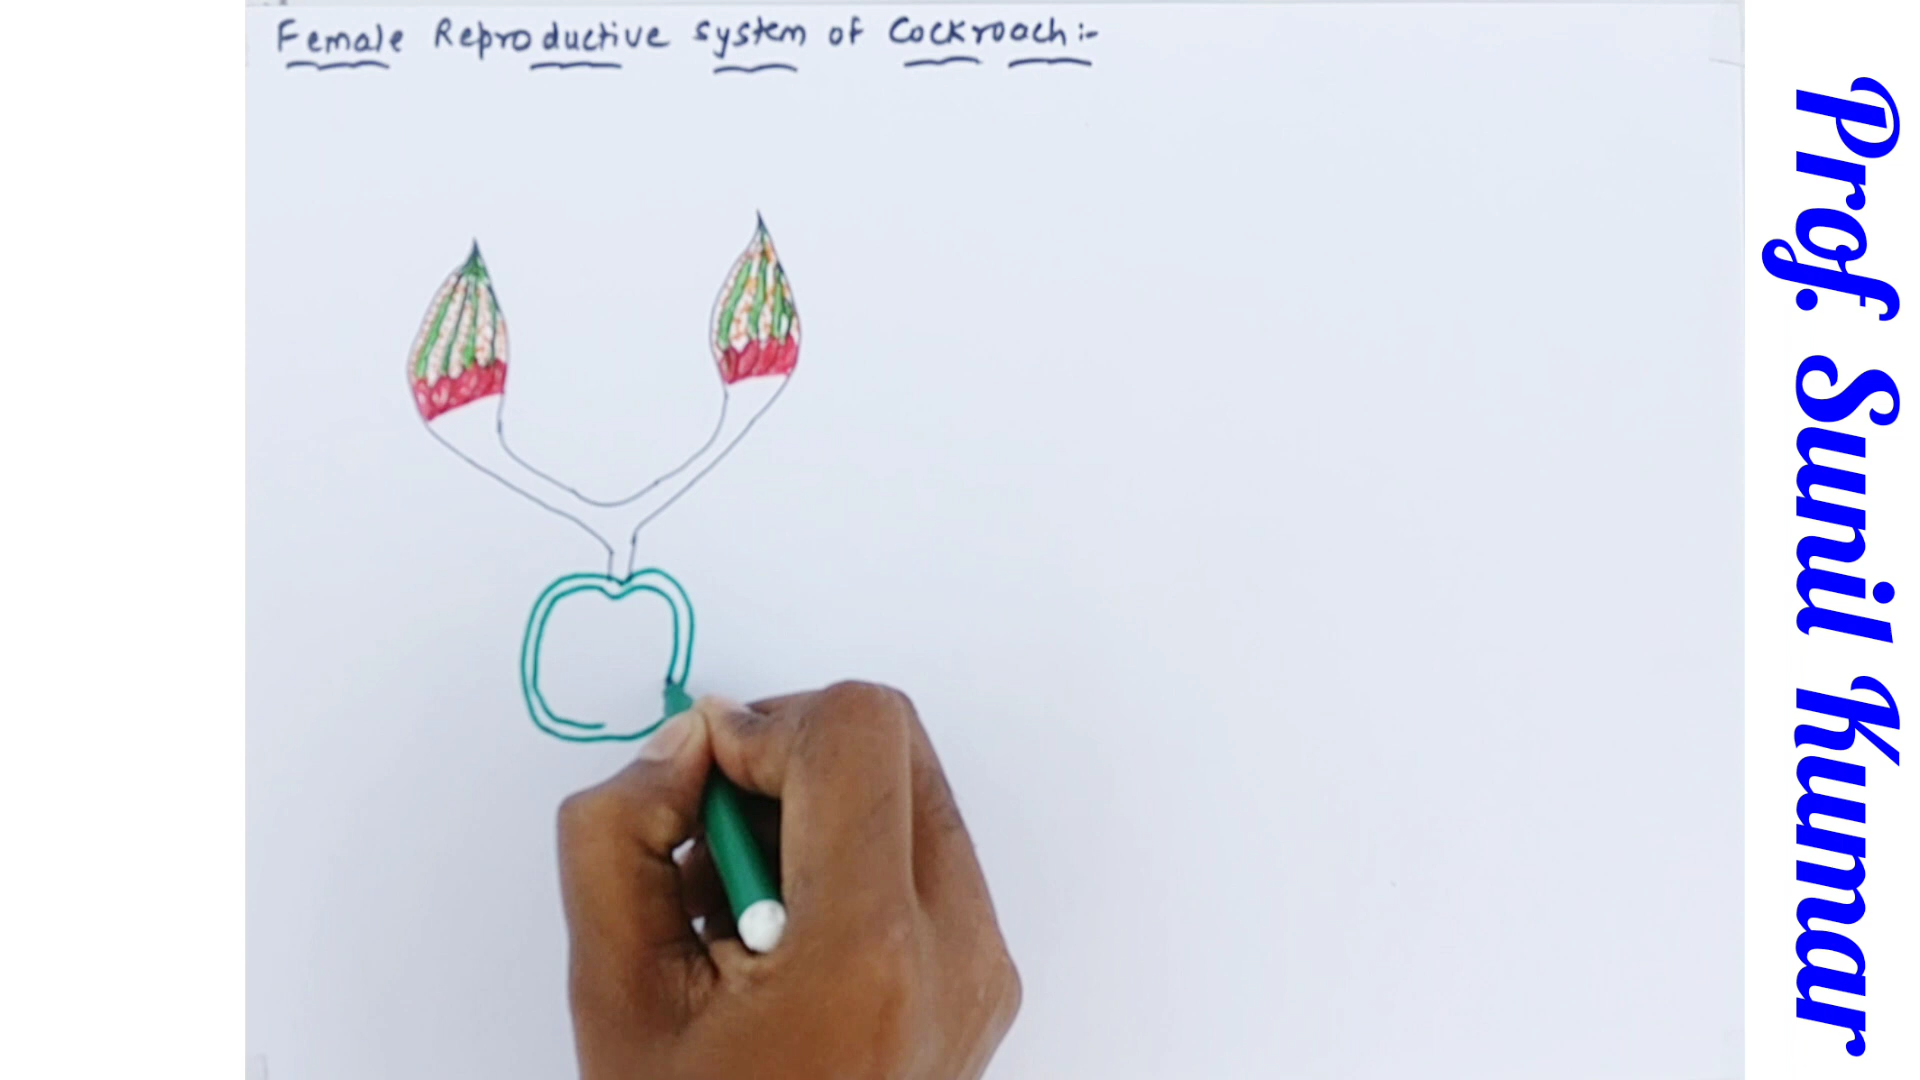 Female Reproductive system of Cockroach:-
Prof. Sunil Kumar